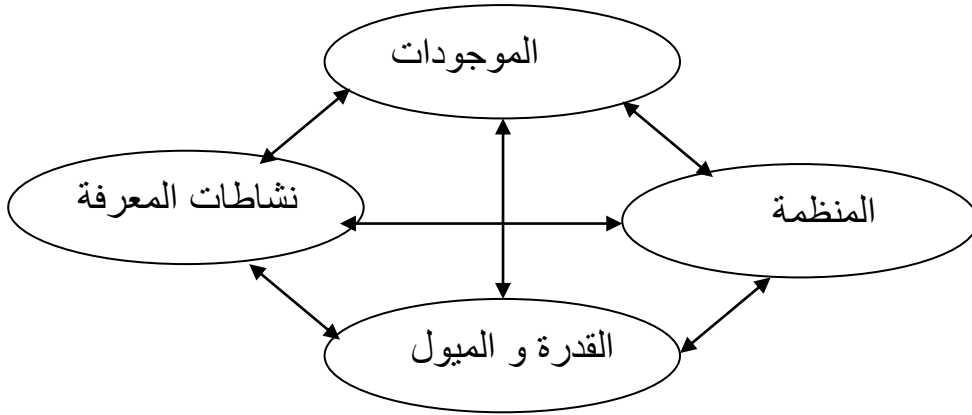 الموجودات
المنظمة
نشاطات المعرفة
القدرة و الميول